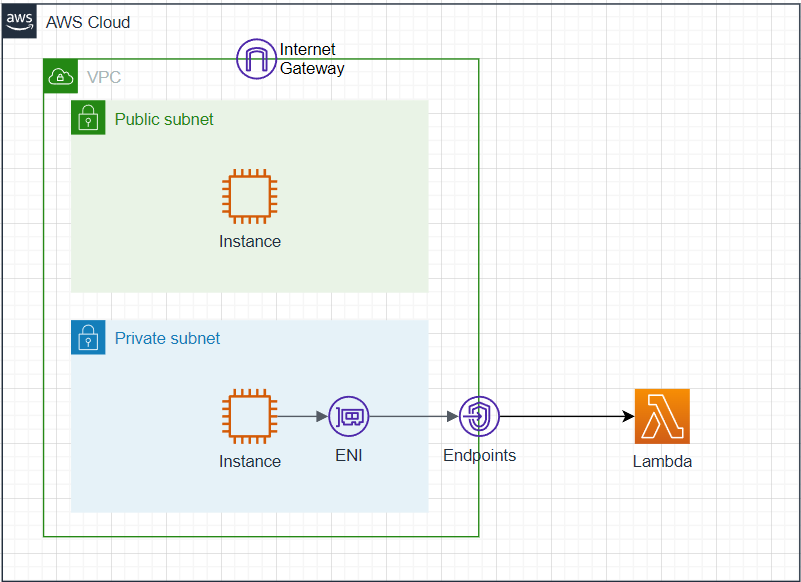 aws
AWS Cloud
Internet
Gateway
VPC
Public subnet
Instance
Private subnet
Instance
ENI
Endpoints
Lambda